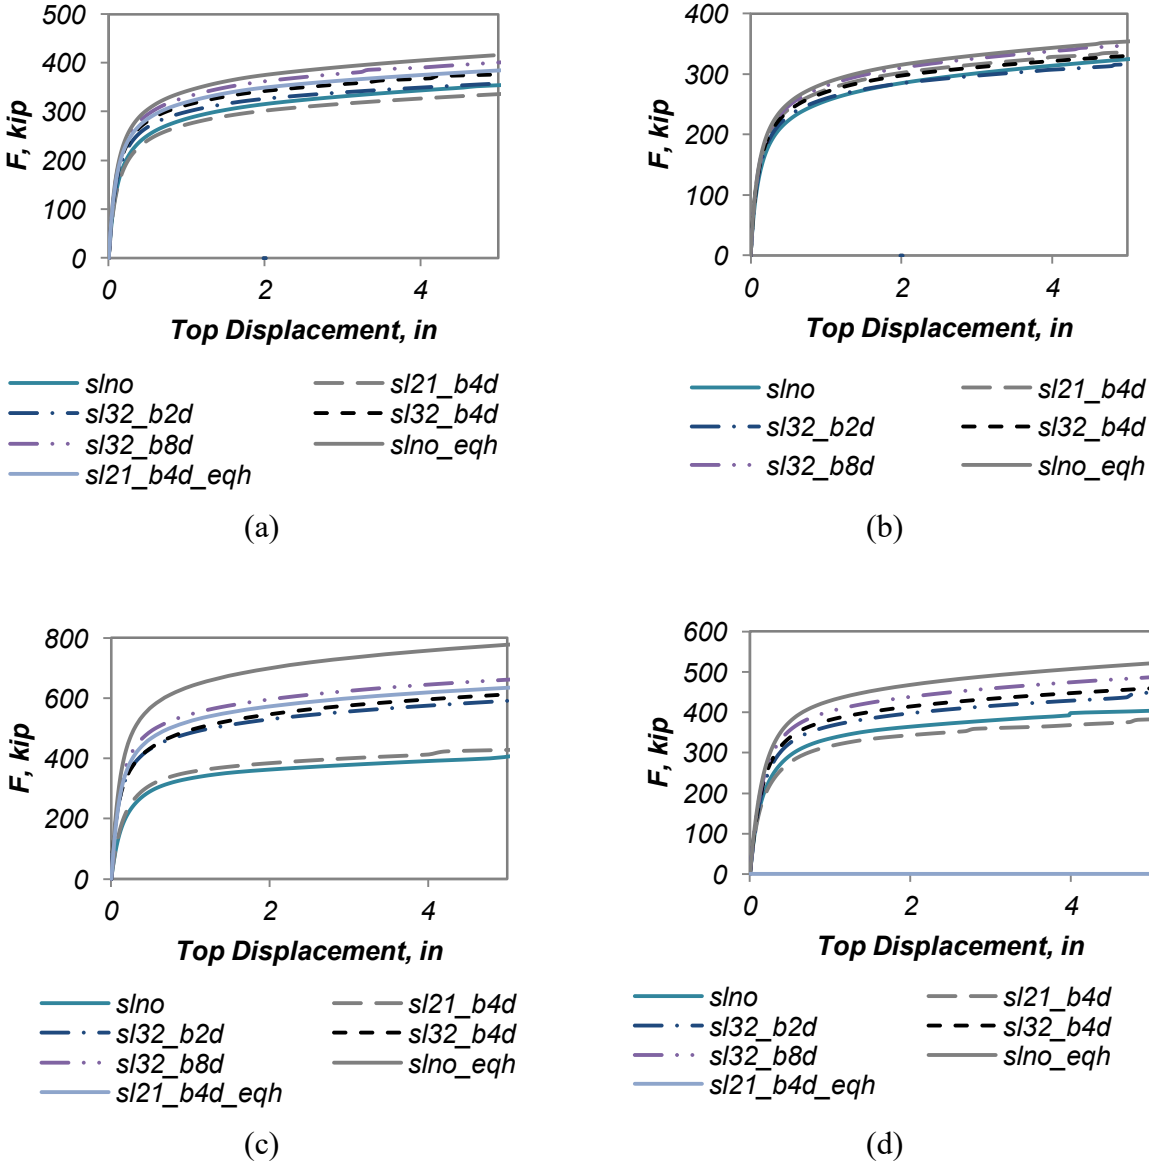 500
400
300
200
100
0
F, kip
0 2 4
Top Displacement, in
slno sl21_b4d
sl32_b2d sl32_b4d
sl32_b8d slno_eqh
sl21_b4d_eqh
(a)
400
300
200
100
0
F, kip
0 2 4
Top Displacement, in
slno sl21_b4d
sl32_b2d sl32_b4d
sl32_b8d slno_eqh
(b)
800
600
400
200
0
F, kip
0 2 4
Top Displacement, in
slno sl21_b4d
sl32_b2d sl32_b4d
sl32_b8d slno_eqh
sl21_b4d_eqh
(c)
600
500
400
300
200
100
0
F, kip
0 2 4
Top Displacement, in
slno sl21_b4d
sl32_b2d sl32_b4d
sl32_b8d slno_eqh
sl21_b4d_eqh
(d)